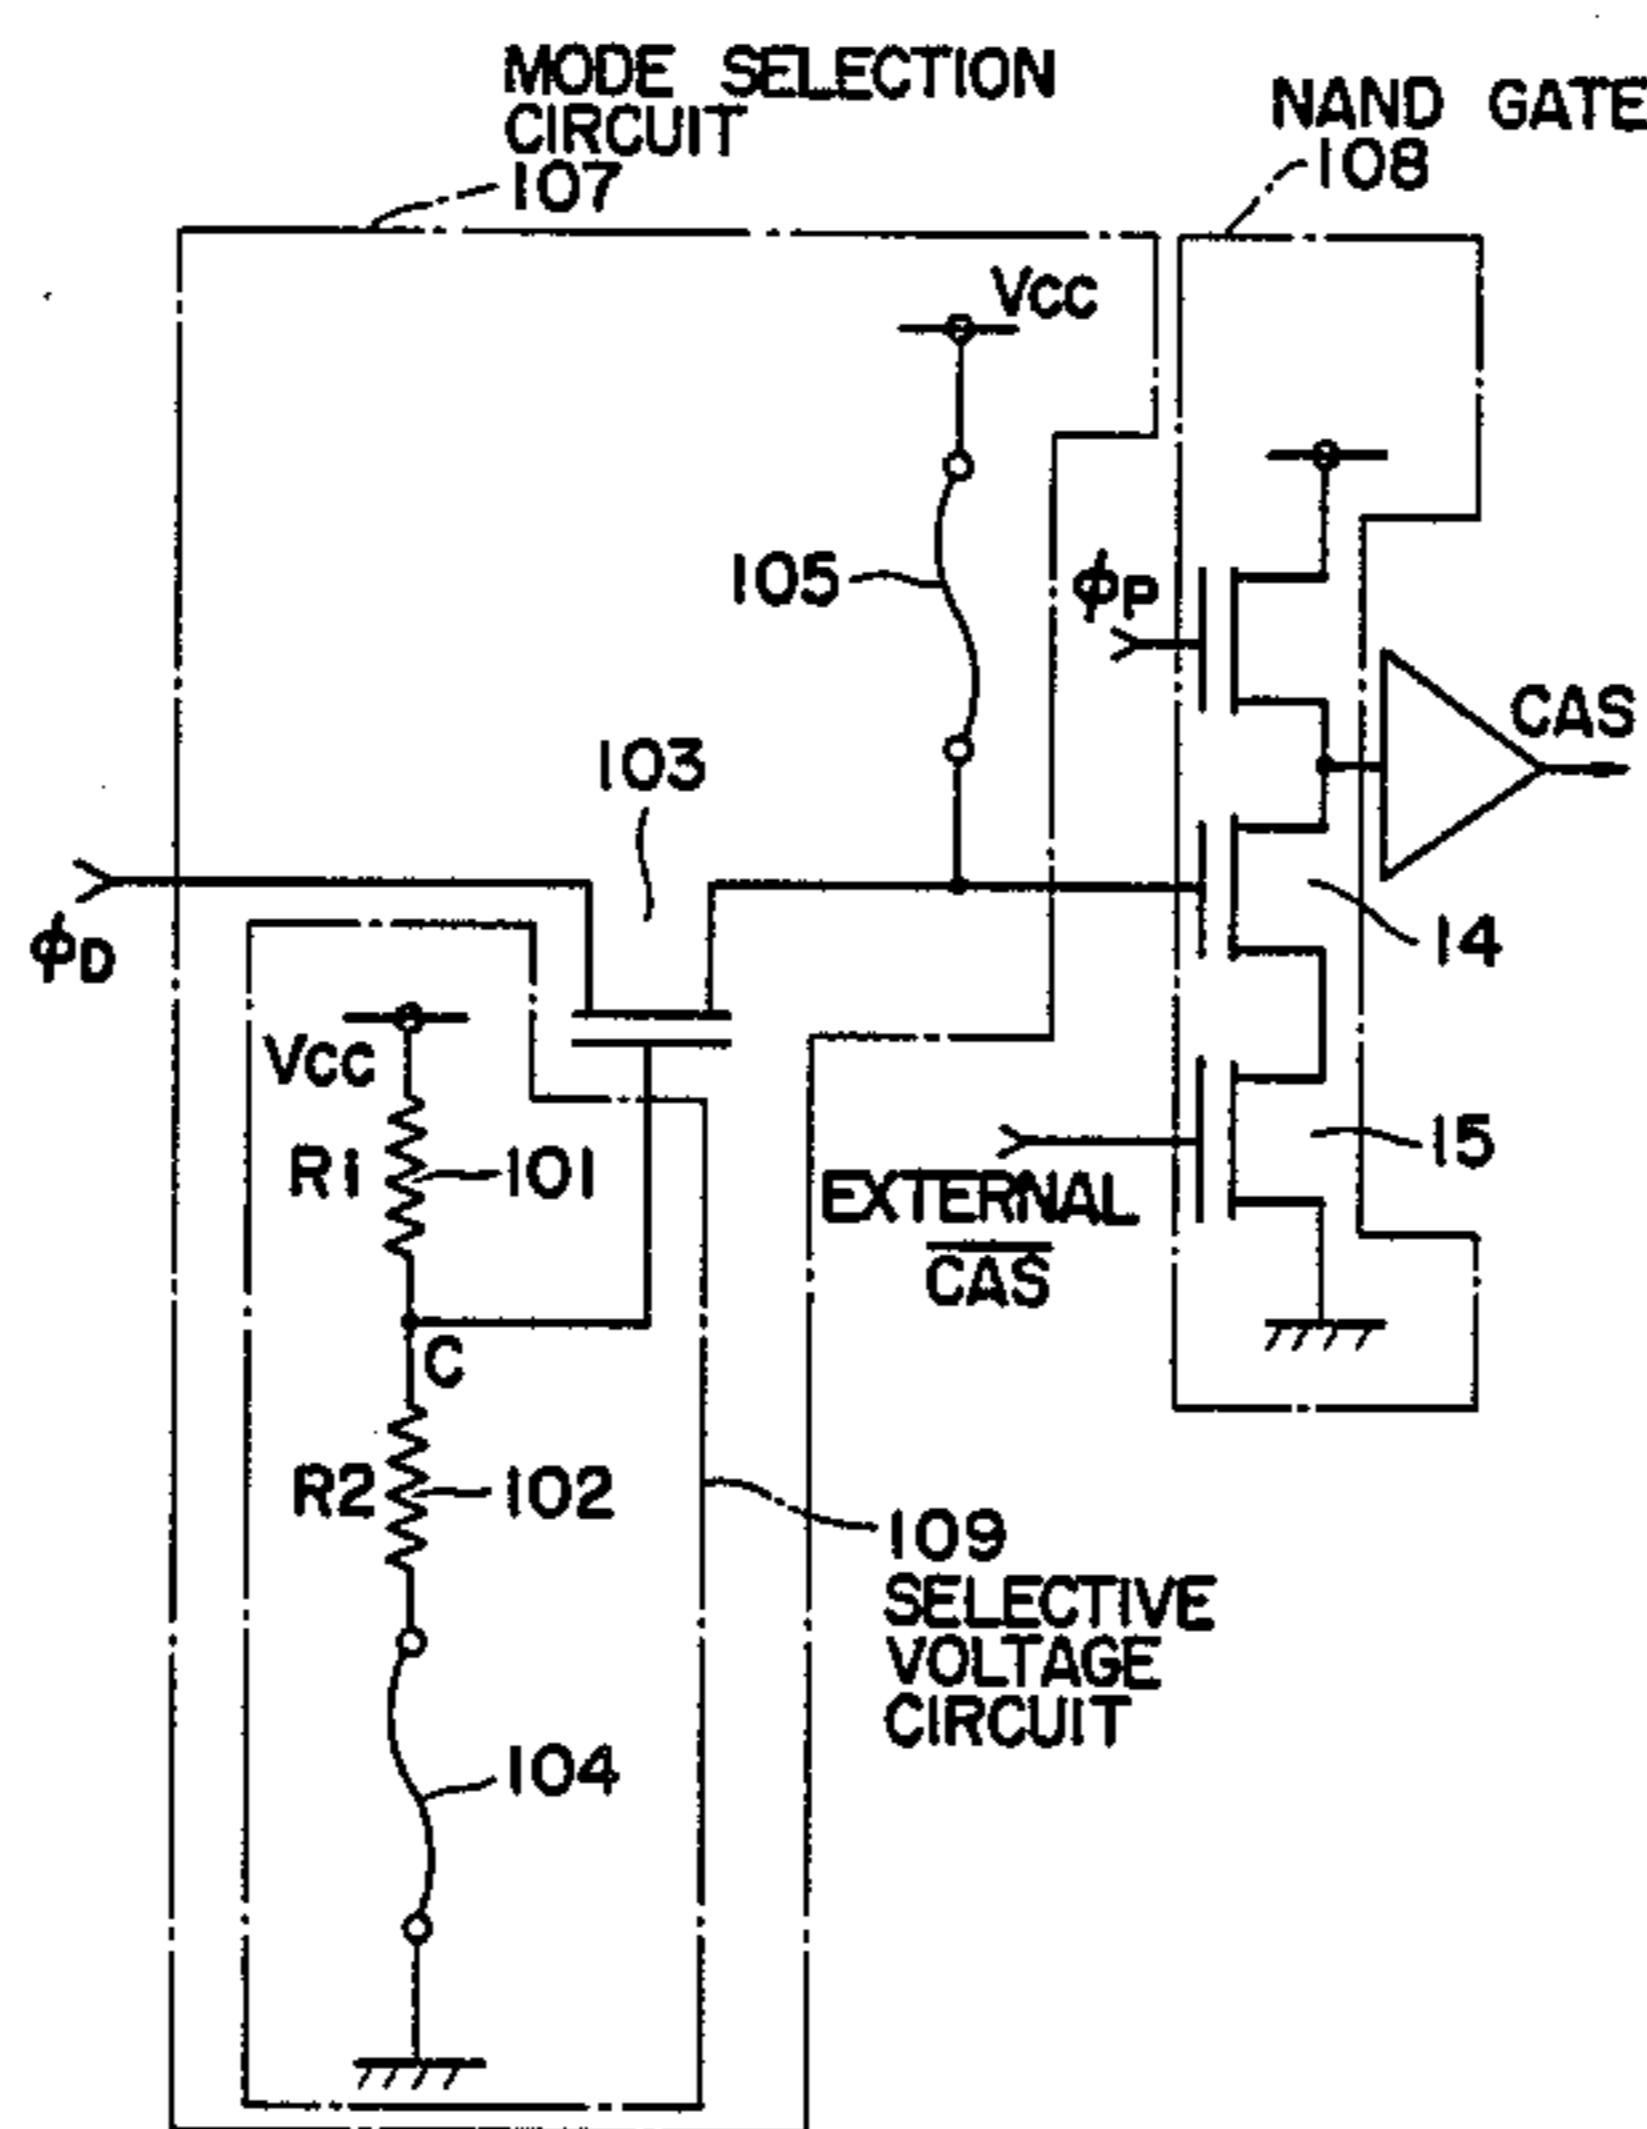 MODE SELECTION
CIRCUIT
107
NAND GATE
108
VCC
105
ϕP
CAS
103
14
ϕD
VCC
R1
101
15
EXTERNAL
C̅A̅S̅
C
R2
102
109
SELECTIVE
VOLTAGE
CIRCUIT
104